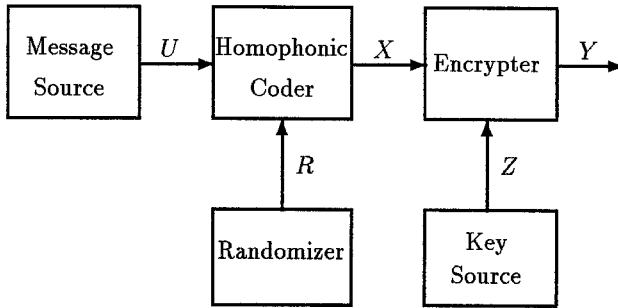 Message
Source
U
Homophonic
Coder
X
Encrypter
Y
R
Z
Randomizer
Key
Source